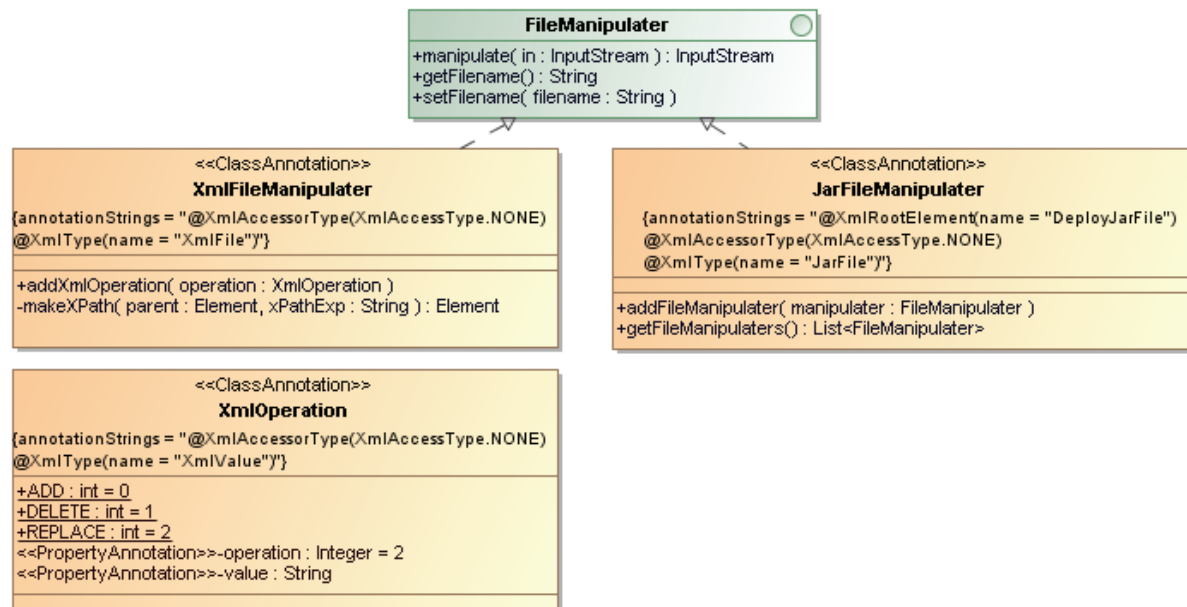 FileManipulater
+manipulate( in : InputStream ) : InputStream
+getFilename() : String
+setFilename( filename : String )
<<ClassAnnotation>>
XmlFileManipulater
{annotationStrings = "@XmlAccessorType(XmlAccessType.NONE)
@XmlType(name = "XmlFile")"}
+addXmlOperation( operation : XmlOperation )
-makeXPath( parent : Element, xPathExp : String ) : Element
<<ClassAnnotation>>
JarFileManipulater
{annotationStrings = "@XmlRootElement(name = "DeployJarFile")
@XmlAccessorType(XmlAccessType.NONE)
@XmlType(name = "JarFile")"}
+addFileManipulater( manipulater : FileManipulater )
+getFileManipulaters() : List<FileManipulater>
<<ClassAnnotation>>
XmlOperation
{annotationStrings = "@XmlAccessorType(XmlAccessType.NONE)
@XmlType(name = "XmlValue")"}
+ADD : int = 0
+DELETE : int = 1
+REPLACE : int = 2
<<PropertyAnnotation>>-operation : Integer = 2
<<PropertyAnnotation>>-value : String